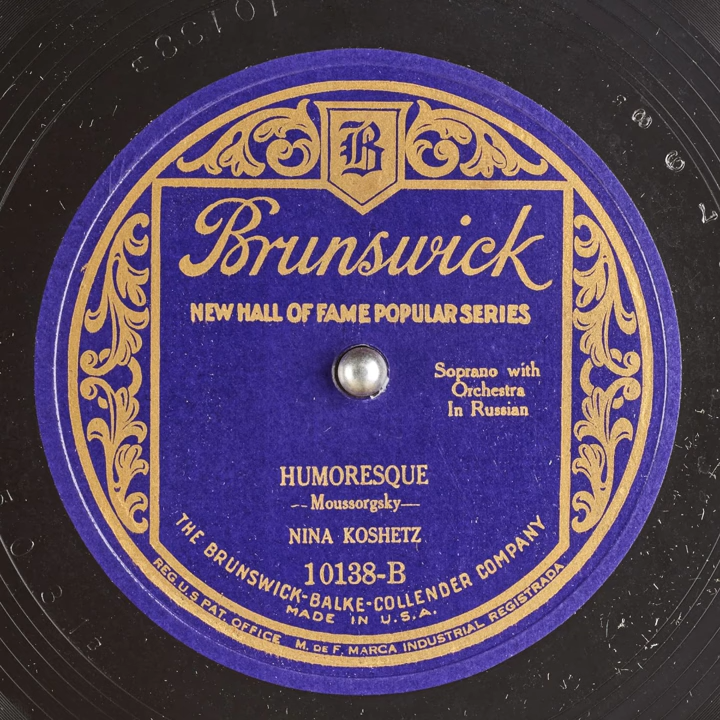 B
Brunswick
NEW HALL OF FAME POPULAR SERIES
Soprano with
Orchestra
In Russian
HUMORESQUE
--Moussorgsky—
NINA KOSHETZ
10138-B
THE BRUNSWICK-BALKE-COLLENDER COMPANY
MADE IN U.S.A.
REG. U.S. PAT. OFFICE M. DE F. MARCA INDUSTRIAL REGISTRADA